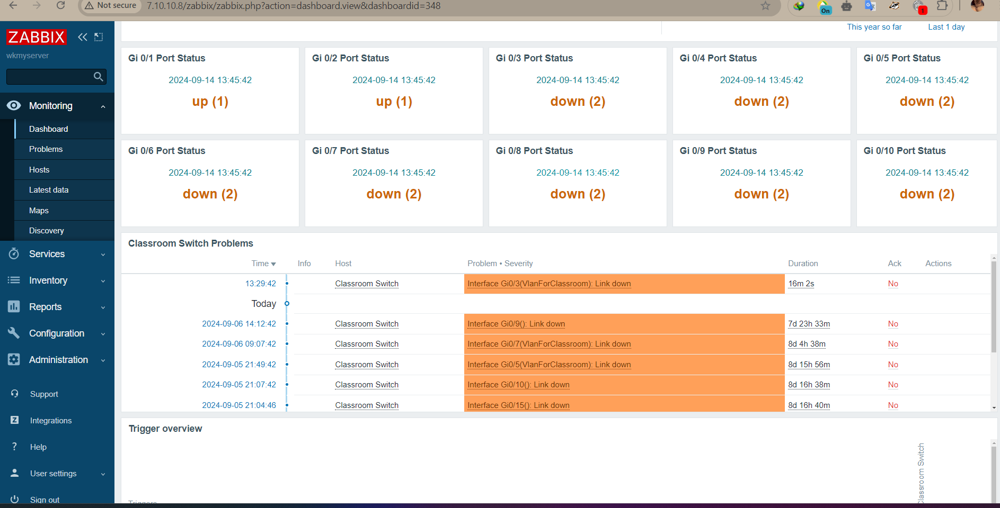 Not secure 7.10.10.8/zabbix/zabbix.php?action=dashboard.view&dashboardid=348
On
1
ZABBIX
wkmyserver
Monitoring
Dashboard
Problems
Hosts
Latest data
Maps
Discovery
Services
Inventory
Reports
Configuration
Administration
Support
Z Integrations
? Help
User settings
Sign out
This year so far Last 1 day
Gi 0/1 Port Status
2024-09-14 13:45:42
up (1)
Gi 0/2 Port Status
2024-09-14 13:45:42
up (1)
Gi 0/3 Port Status
2024-09-14 13:45:42
down (2)
Gi 0/4 Port Status
2024-09-14 13:45:42
down (2)
Gi 0/5 Port Status
2024-09-14 13:45:42
down (2)
Gi 0/6 Port Status
2024-09-14 13:45:42
down (2)
Gi 0/7 Port Status
2024-09-14 13:45:42
down (2)
Gi 0/8 Port Status
2024-09-14 13:45:42
down (2)
Gi 0/9 Port Status
2024-09-14 13:45:42
down (2)
Gi 0/10 Port Status
2024-09-14 13:45:42
down (2)
Classroom Switch Problems
Time Info Host Problem • Severity Duration Ack Actions
13:29:42 Classroom Switch Interface Gi0/3(VlanForClassroom): Link down 16m 2s No
Today
2024-09-06 14:12:42 Classroom Switch Interface Gi0/9(): Link down 7d 23h 33m No
2024-09-06 09:07:42 Classroom Switch Interface Gi0/7(VlanForClassroom): Link down 8d 4h 38m No
2024-09-05 21:49:42 Classroom Switch Interface Gi0/5(VlanForClassroom): Link down 8d 15h 56m No
2024-09-05 21:07:42 Classroom Switch Interface Gi0/10(): Link down 8d 16h 38m No
2024-09-05 21:04:46 Classroom Switch Interface Gi0/15(): Link down 8d 16h 40m No
Trigger overview
Classroom Switch
Triggers